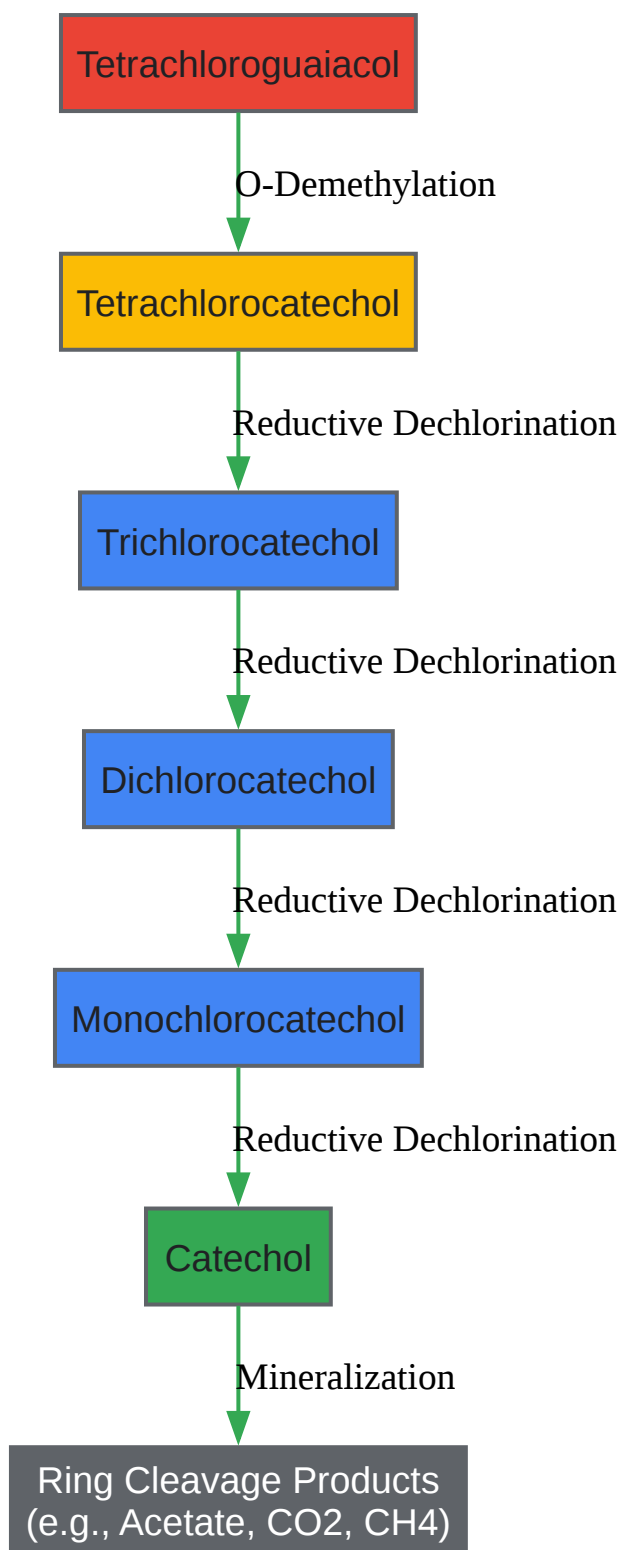 Tetrachloroguaiacol
O-Demethylation
Tetrachlorocatechol
Reductive Dechlorination
Trichlorocatechol
Reductive Dechlorination
Dichlorocatechol
Reductive Dechlorination
Monochlorocatechol
Reductive Dechlorination
Catechol
Mineralization
Ring Cleavage Products
(e.g., Acetate, CO2, CH4)